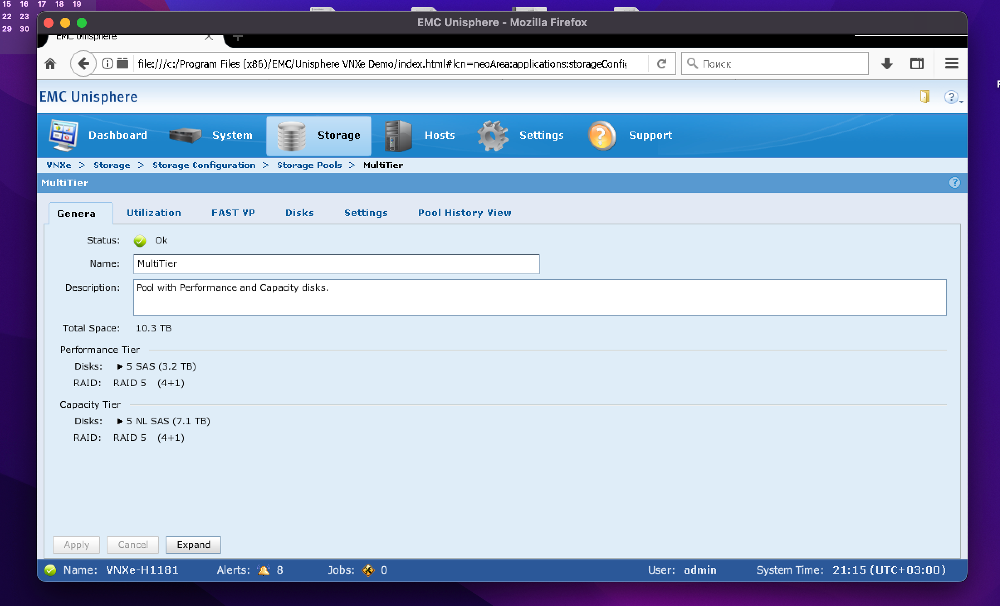 15 16 17 18 19
22 23
29 30
EMC Unisphere - Mozilla Firefox
EMC Unisphere
file:///c:/Program Files (x86)/EMC/Unisphere VNXe Demo/index.html#lcn=neoArea:applications:storageConfig
Поиск
EMC Unisphere
Dashboard System Storage Hosts Settings Support
VNXe > Storage > Storage Configuration > Storage Pools > MultiTier
MultiTier
Genera Utilization FAST VP Disks Settings Pool History View
Status: Ok
Name: MultiTier
Description: Pool with Performance and Capacity disks.
Total Space: 10.3 TB
Performance Tier
Disks: 5 SAS (3.2 TB)
RAID: RAID 5 (4+1)
Capacity Tier
Disks: 5 NL SAS (7.1 TB)
RAID: RAID 5 (4+1)
Apply Cancel Expand
Name: VNXe-H1181 Alerts: 8 Jobs: 0 User: admin System Time: 21:15 (UTC+03:00)